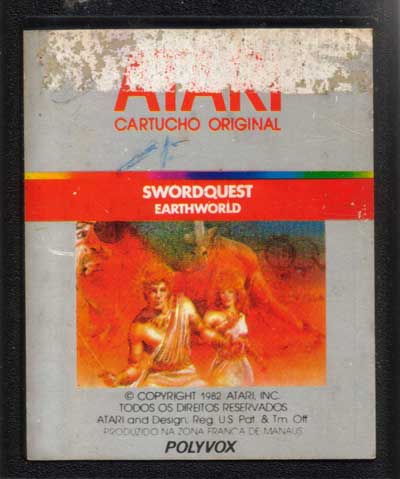 ATARI
CARTUCHO ORIGINAL
SWORDQUEST
EARTHWORLD
© COPYRIGHT 1982 ATARI, INC.
TODOS OS DIREITOS RESERVADOS
ATARI and Design, Reg. U.S. Pat. & Tm. Off.
PRODUZIDO NA ZONA FRANCA DE MANAUS
POLYVOX